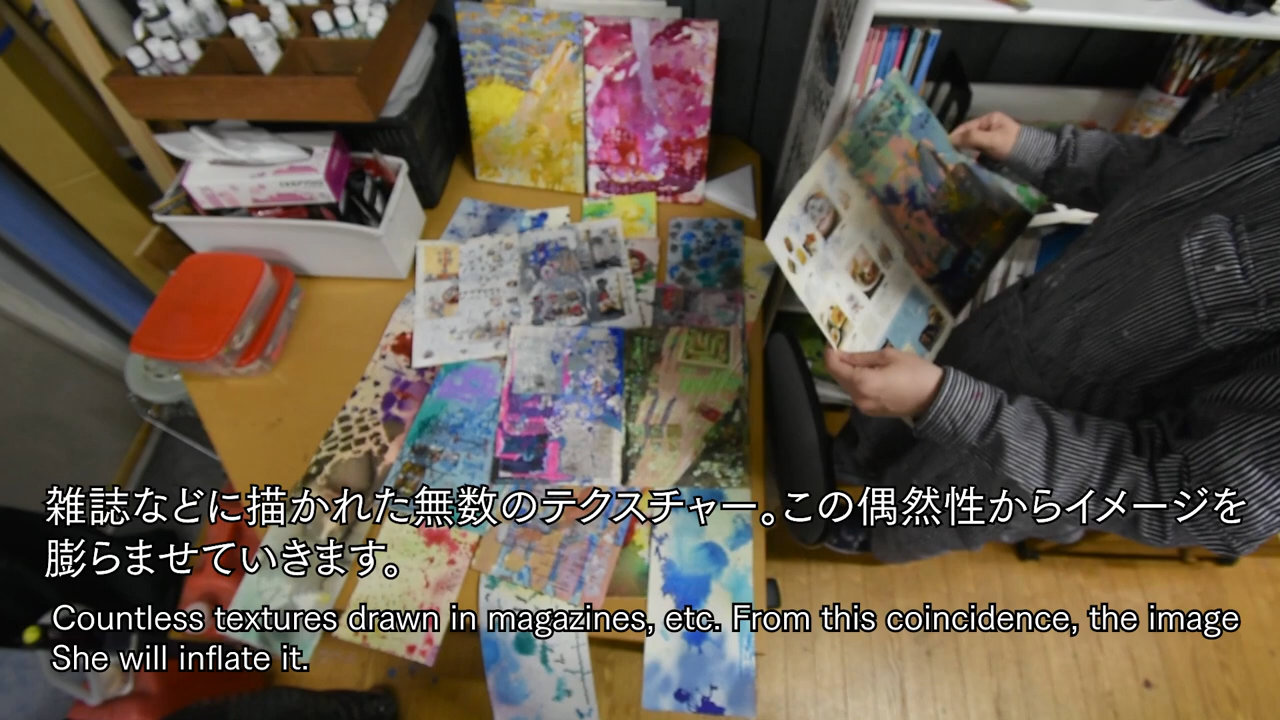 雑誌などに描かれた無数のテクスチャー。この偶然性からイメージを
膨らませていきます。
Countless textures drawn in magazines, etc. From this coincidence, the image
She will inflate it.